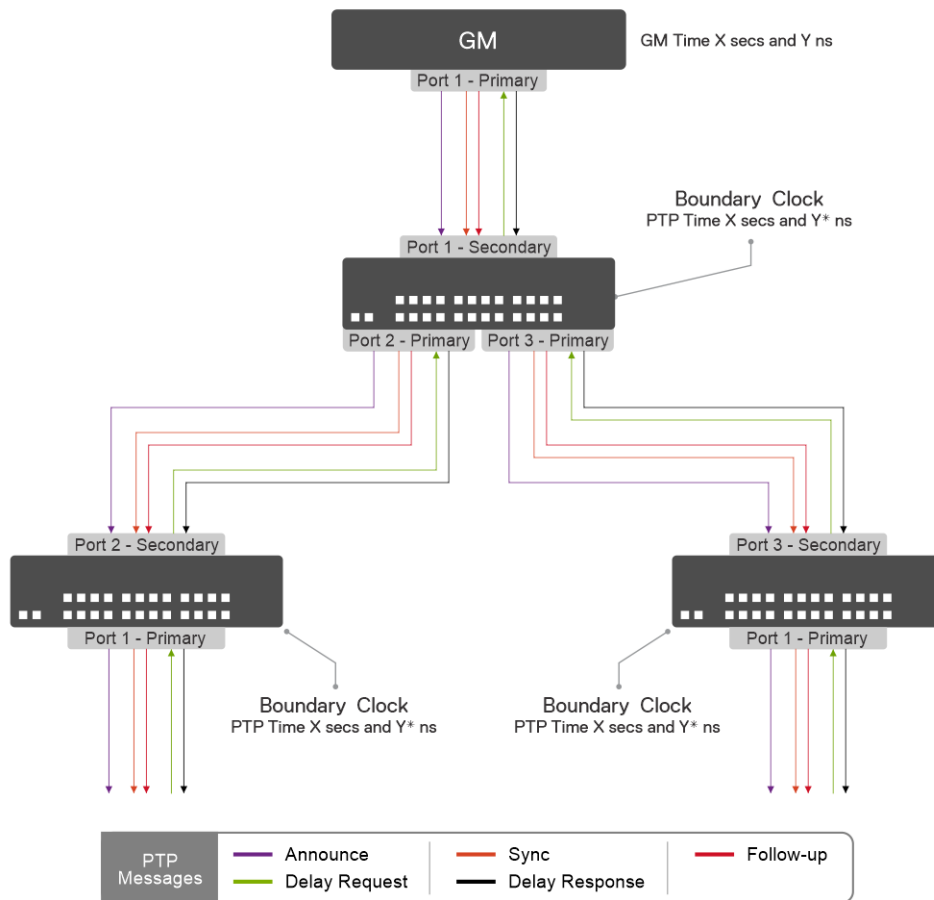 GM
GM Time X secs and Y ns
Port 1 - Primary
Boundary Clock
PTP Time X secs and Y* ns
Port 1 - Secondary
Port 2 - Primary
Port 3 - Primary
Port 2 - Secondary
Port 3 - Secondary
Port 1 - Primary
Port 1 - Primary
Boundary Clock
PTP Time X secs and Y* ns
Boundary Clock
PTP Time X secs and Y* ns
PTP
Messages
Announce
Sync
Follow-up
Delay Request
Delay Response